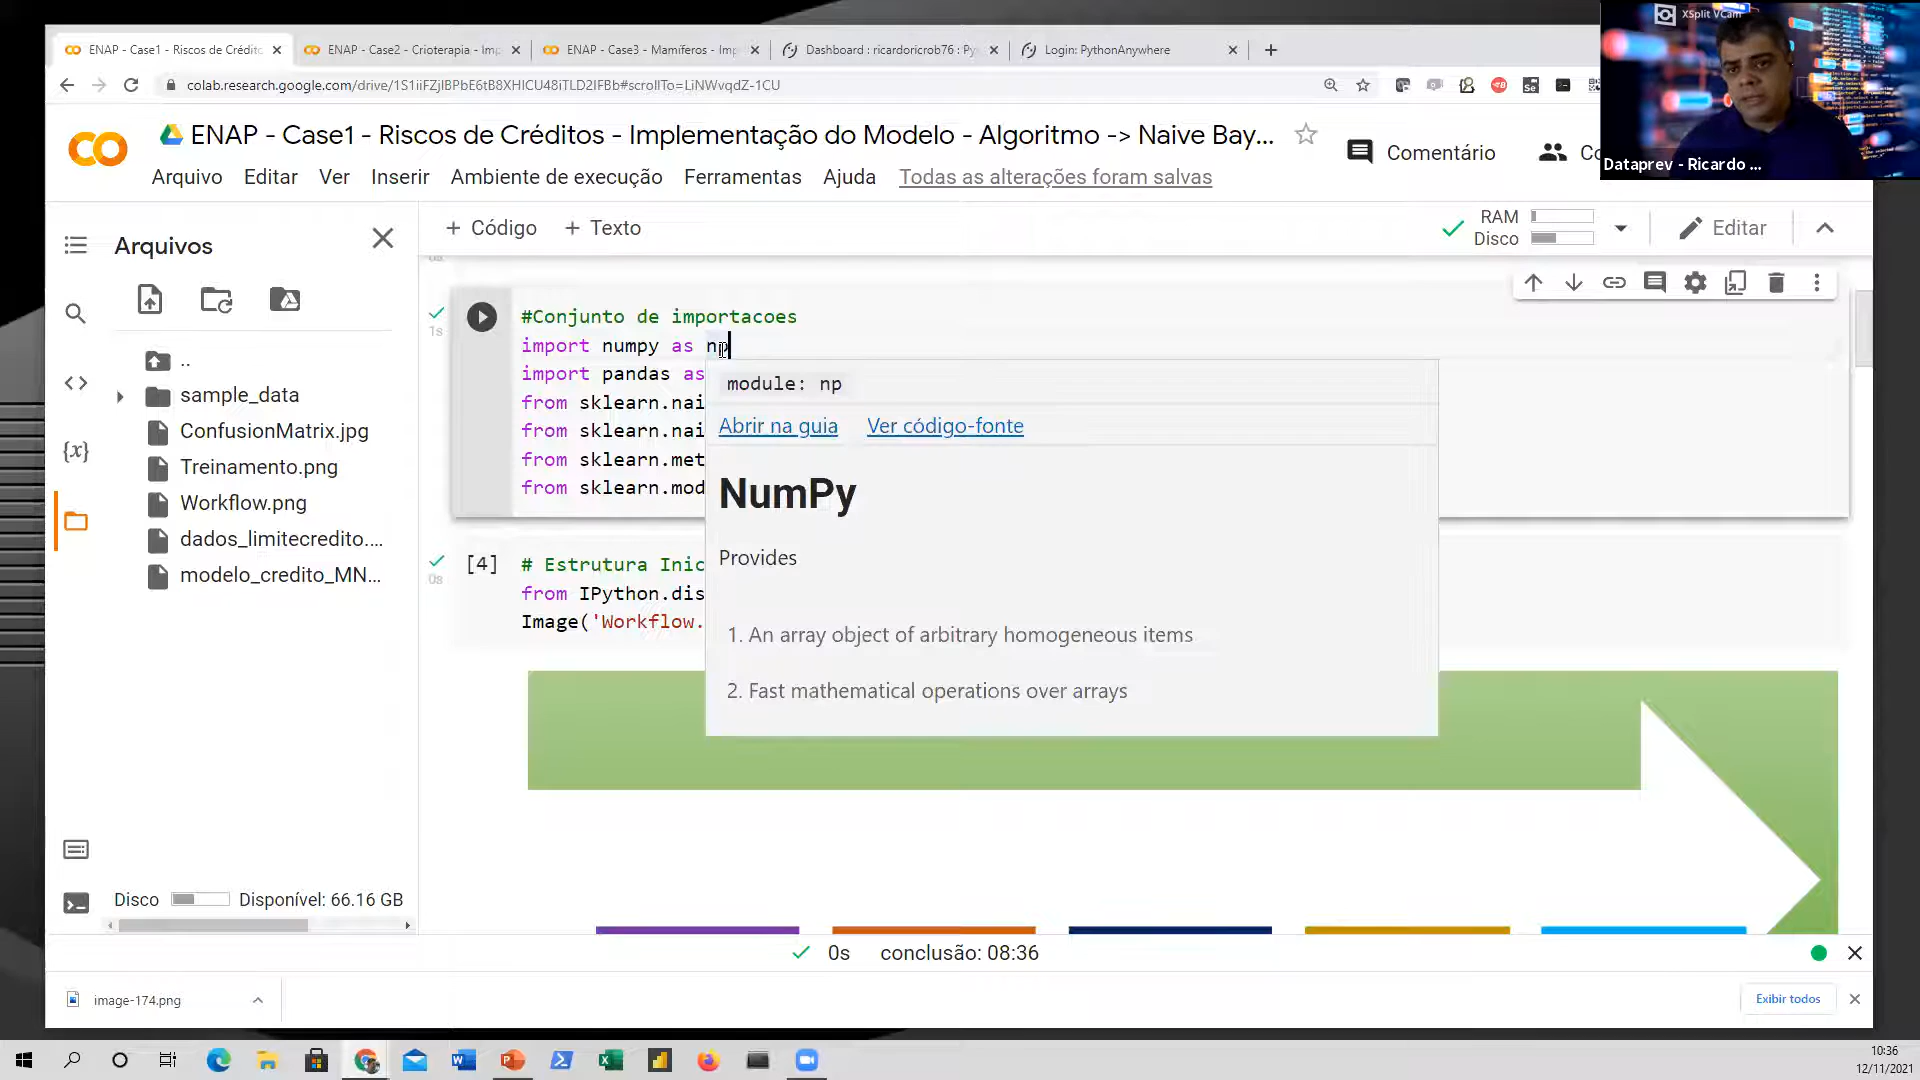 ENAP - Case1 - Riscos de Crédito
ENAP - Case2 - Crioterapia - Imp
ENAP - Case3 - Mamíferos - Imp
Dashboard : ricardoricrob76 : Py
Login: PythonAnywhere
XSplit VCam
colab.research.google.com/drive/1S1iiFZjIBPbE6tB8XHICU48iTLD2IFBb#scrollTo=LiNWvqdZ-1CU
ENAP - Case1 - Riscos de Créditos - Implementação do Modelo - Algoritmo -> Naive Bay...
Comentário
Co
Dataprev - Ricardo ...
Arquivo Editar Ver Inserir Ambiente de execução Ferramentas Ajuda Todas as alterações foram salvas
+ Código + Texto
RAM
Disco
Editar
Arquivos
..
sample_data
ConfusionMatrix.jpg
Treinamento.png
Workflow.png
dados_limitecredito....
modelo_credito_MN...
Disco Disponível: 66.16 GB
1s
#Conjunto de importacoes
import numpy as np
import pandas as
from sklearn.nai
from sklearn.nai
from sklearn.met
from sklearn.mod
module: np
Abrir na guia Ver código-fonte
NumPy
Provides
1. An array object of arbitrary homogeneous items
2. Fast mathematical operations over arrays
[4]
0s
# Estrutura Inic
from IPython.dis
Image('Workflow.
0s conclusão: 08:36
image-174.png
Exibir todos
10:36
12/11/2021